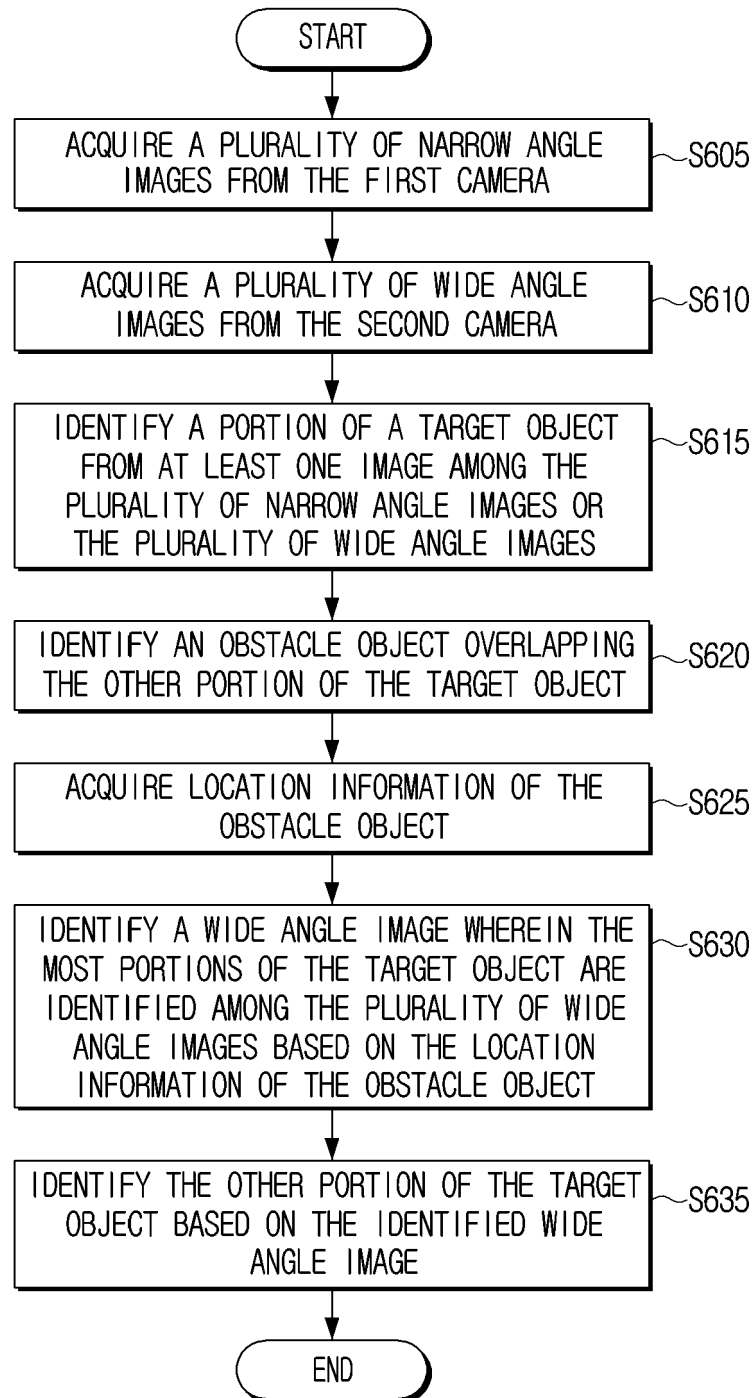 START
ACQUIRE A PLURALITY OF NARROW ANGLE
IMAGES FROM THE FIRST CAMERA
S605
ACQUIRE A PLURALITY OF WIDE ANGLE
IMAGES FROM THE SECOND CAMERA
S610
IDENTIFY A PORTION OF A TARGET OBJECT
FROM AT LEAST ONE IMAGE AMONG THE
PLURALITY OF NARROW ANGLE IMAGES OR
THE PLURALITY OF WIDE ANGLE IMAGES
S615
IDENTIFY AN OBSTACLE OBJECT OVERLAPPING
THE OTHER PORTION OF THE TARGET OBJECT
S620
ACQUIRE LOCATION INFORMATION OF THE
OBSTACLE OBJECT
S625
IDENTIFY A WIDE ANGLE IMAGE WHEREIN THE
MOST PORTIONS OF THE TARGET OBJECT ARE
IDENTIFIED AMONG THE PLURALITY OF WIDE
ANGLE IMAGES BASED ON THE LOCATION
INFORMATION OF THE OBSTACLE OBJECT
S630
IDENTIFY THE OTHER PORTION OF THE TARGET
OBJECT BASED ON THE IDENTIFIED WIDE
ANGLE IMAGE
S635
END